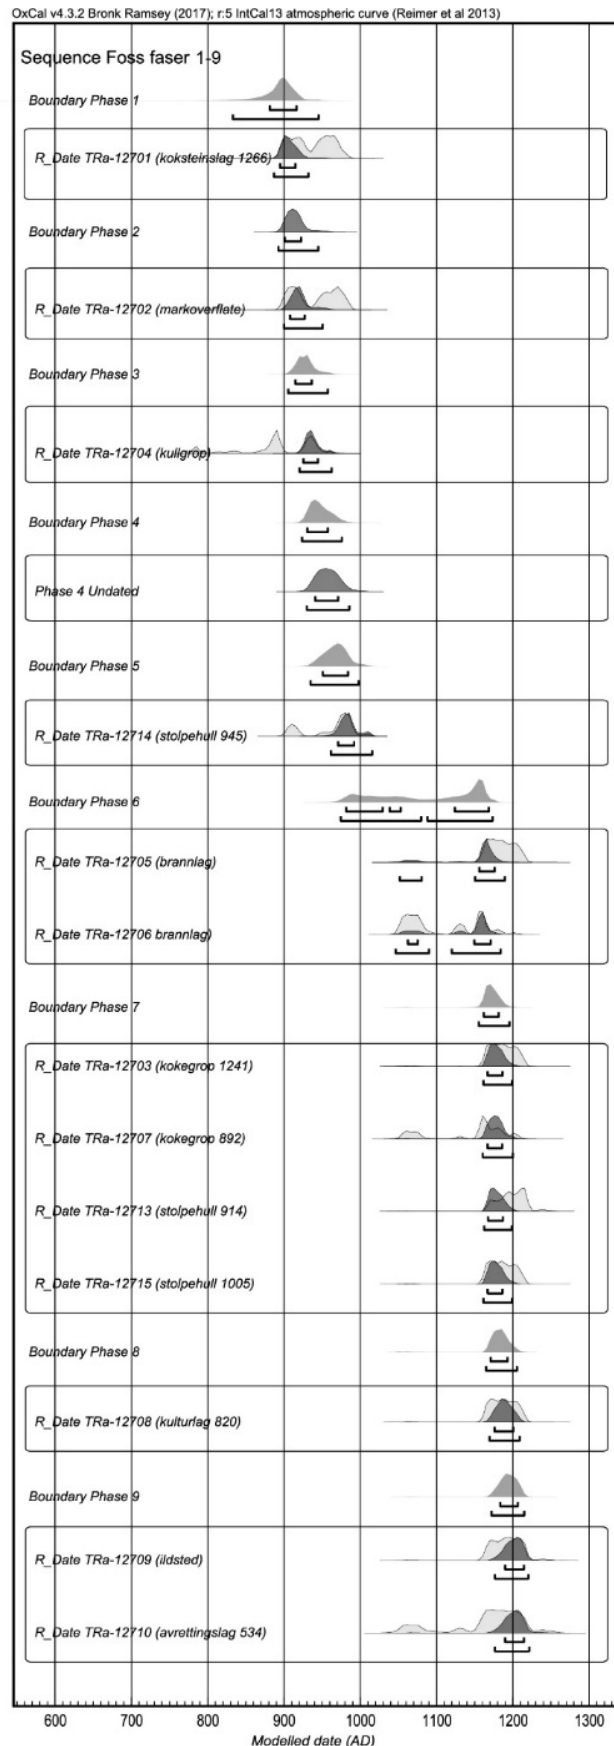 OxCal v4.3.2 Bronk Ramsey (2017); r:5 IntCal13 atmospheric curve (Reimer et al 2013)
Sequence Foss faser 1-9
Boundary Phase 1
R_Date TRa-12701 (koksteinslag 1266)
Boundary Phase 2
R_Date TRa-12702 (markoverflate)
Boundary Phase 3
R_Date TRa-12704 (kullgrop)
Boundary Phase 4
Phase 4 Undated
Boundary Phase 5
R_Date TRa-12714 (stolpehull 945)
Boundary Phase 6
R_Date TRa-12705 (brannlag)
R_Date TRa-12706 brannlag)
Boundary Phase 7
R_Date TRa-12703 (kokegrop 1241)
R_Date TRa-12707 (kokegrop 892)
R_Date TRa-12713 (stolpehull 914)
R_Date TRa-12715 (stolpehull 1005)
Boundary Phase 8
R_Date TRa-12708 (kulturlag 820)
Boundary Phase 9
R_Date TRa-12709 (ildsted)
R_Date TRa-12710 (avrettingslag 534)
600 700 800 900 1000 1100 1200 1300
Modelled date (AD)